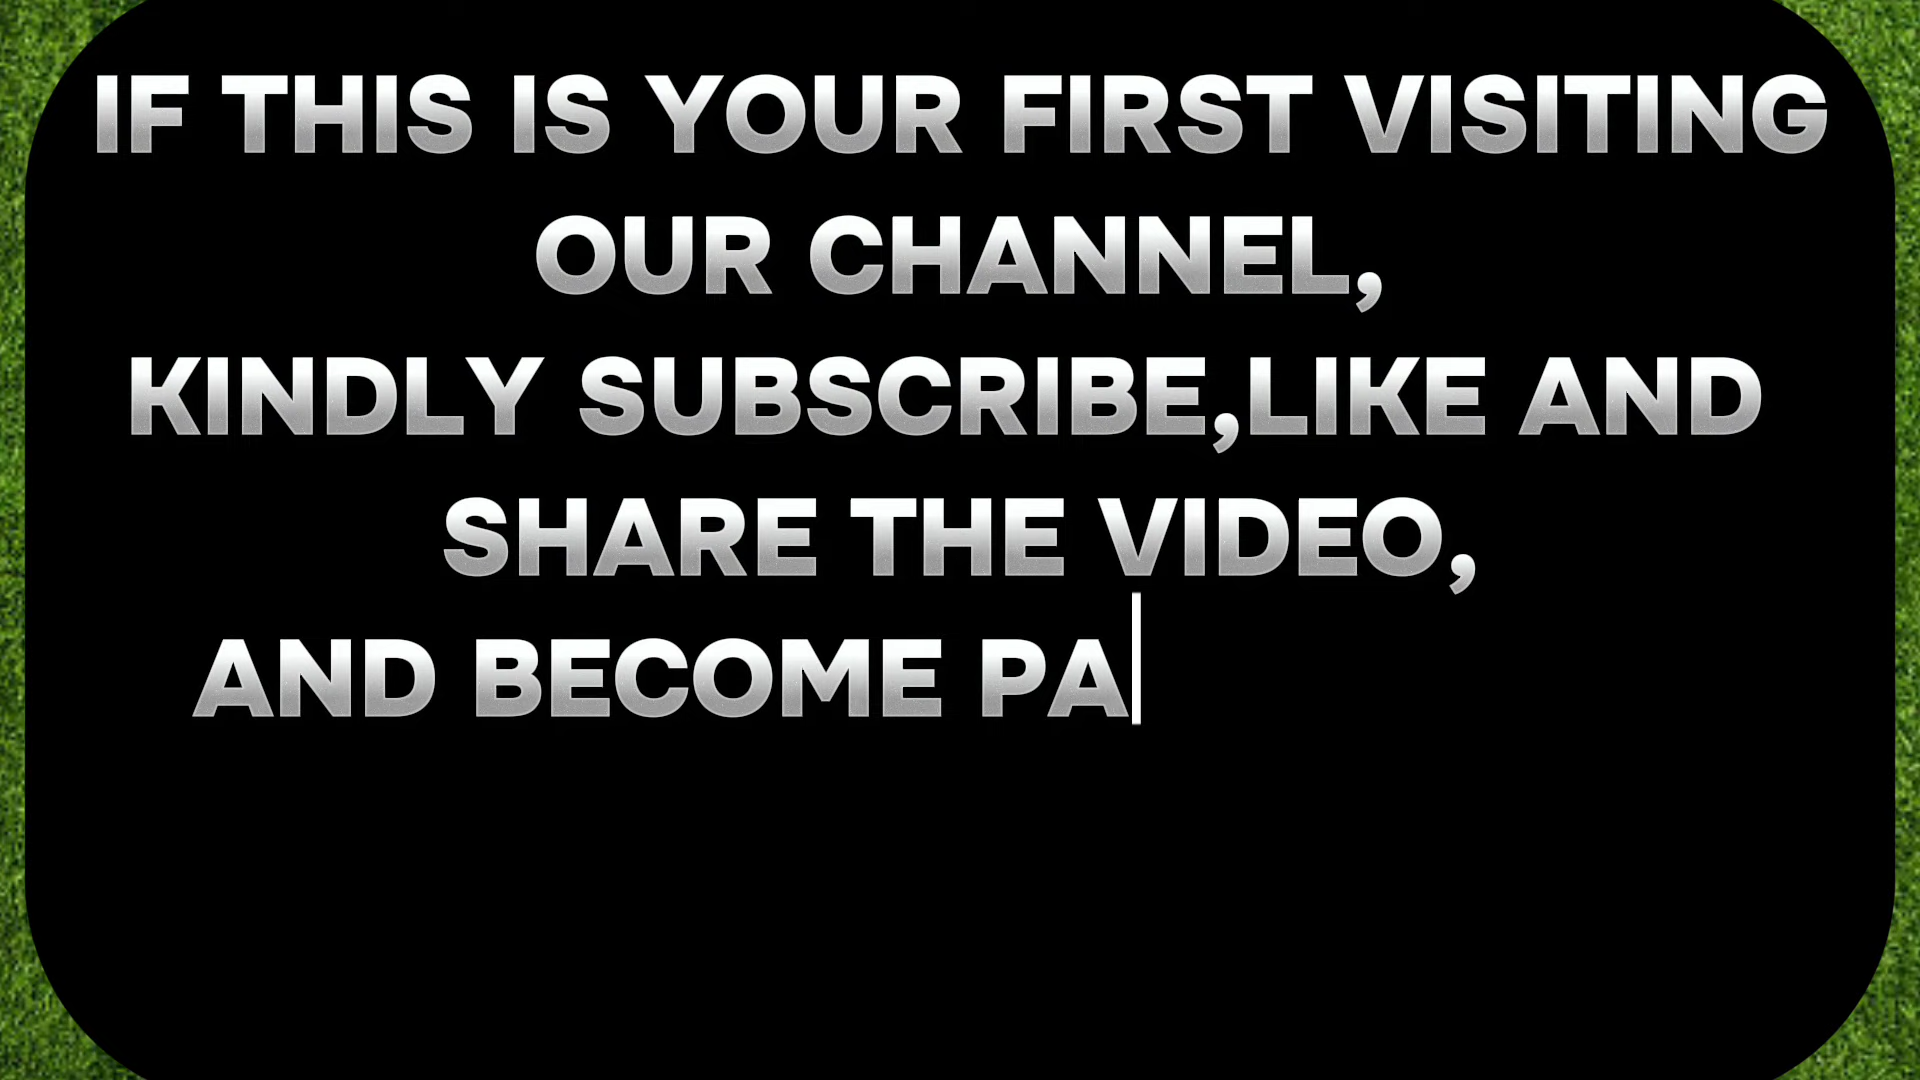 IF THIS IS YOUR FIRST VISITING
OUR CHANNEL,
KINDLY SUBSCRIBE,LIKE AND
SHARE THE VIDEO,
AND BECOME PA